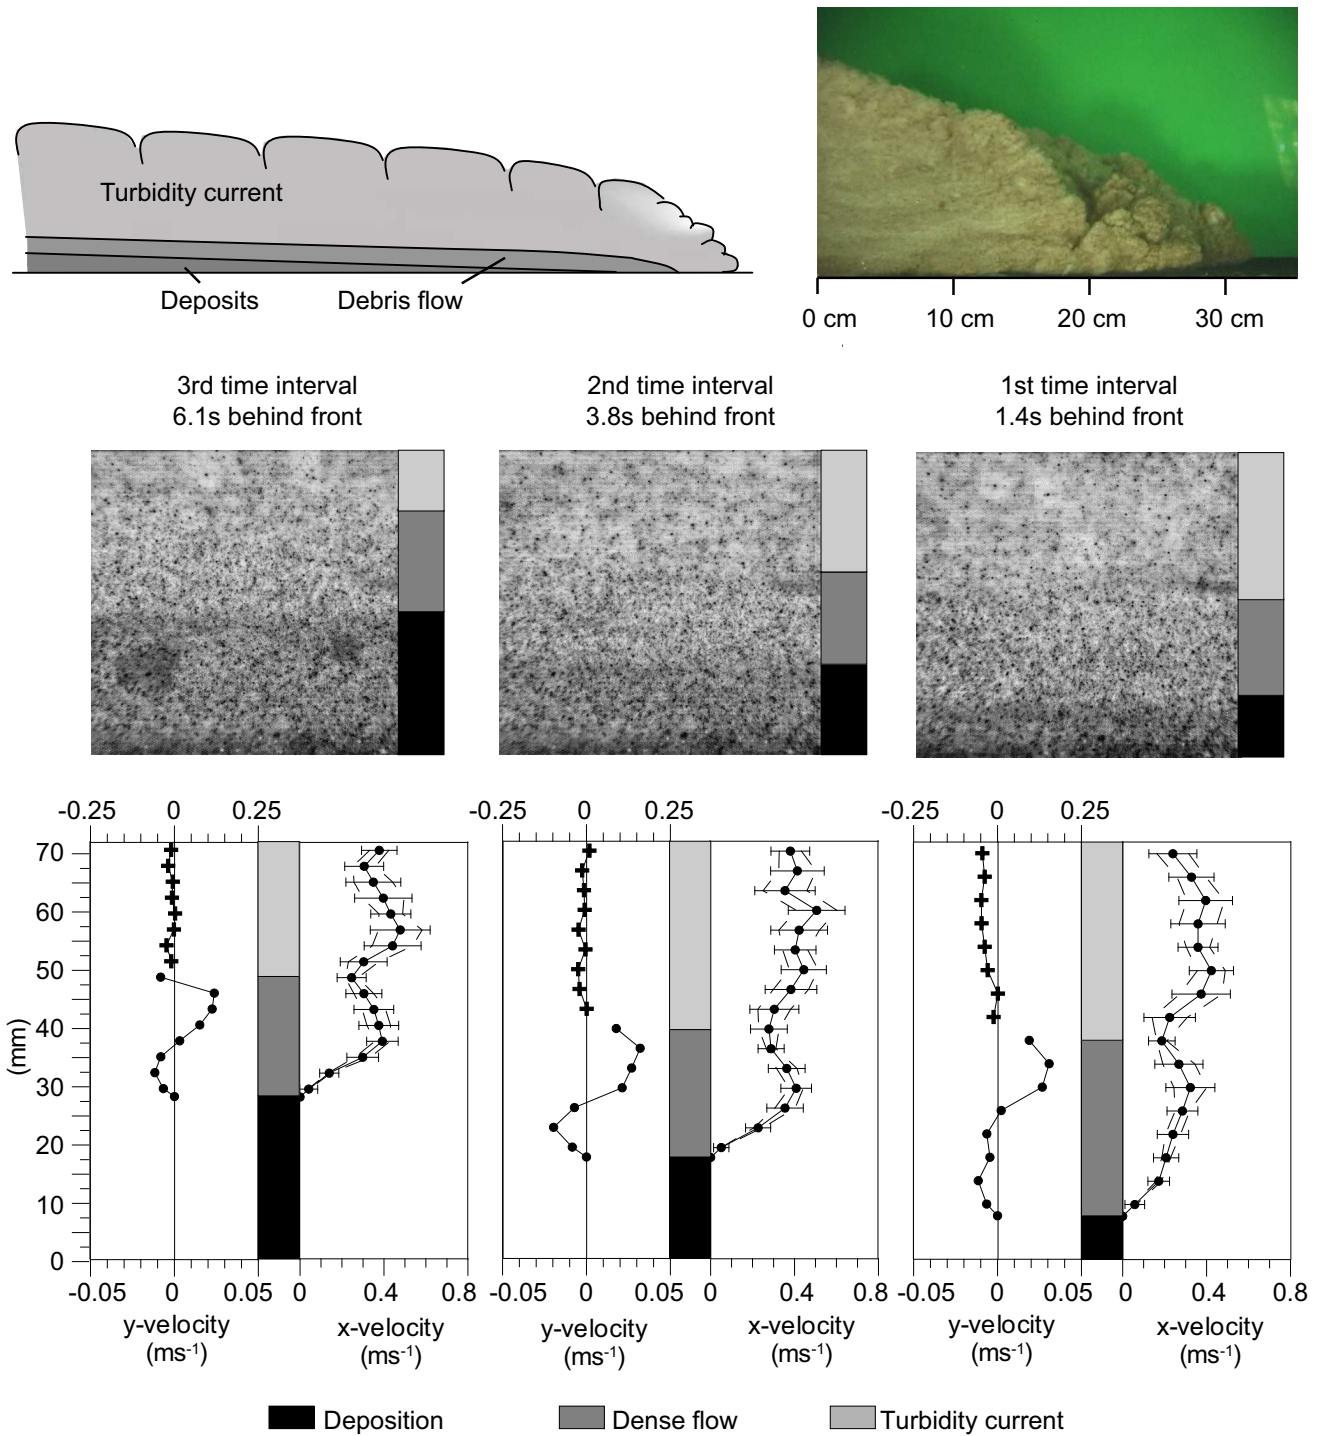 Turbidity current
Deposits
Debris flow
0 cm
10 cm
20 cm
30 cm
3rd time interval
6.1s behind front
2nd time interval
3.8s behind front
1st time interval
1.4s behind front
-0.25 0 0.25
-0.25 0 0.25
-0.25 0 0.25
70
60
50
40
30
20
10
0
(mm)
-0.05 0 0.05 0 0.4 0.8
-0.05 0 0.05 0 0.4 0.8
-0.05 0 0.05 0 0.4 0.8
y-velocity
(ms⁻¹)
x-velocity
(ms⁻¹)
y-velocity
(ms⁻¹)
x-velocity
(ms⁻¹)
y-velocity
(ms⁻¹)
x-velocity
(ms⁻¹)
Deposition
Dense flow
Turbidity current